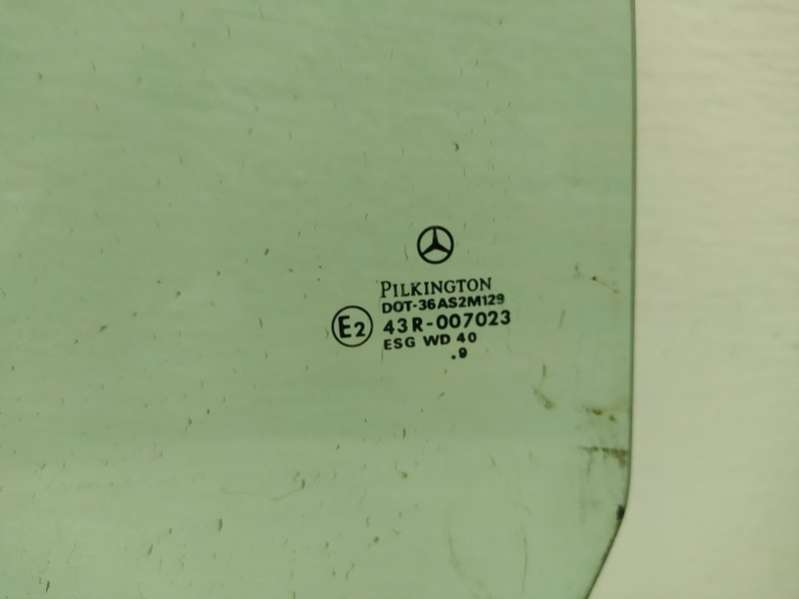 PILKINGTON
DOT-36AS2M129
E2 43R-007023
ESG WD 40
.9